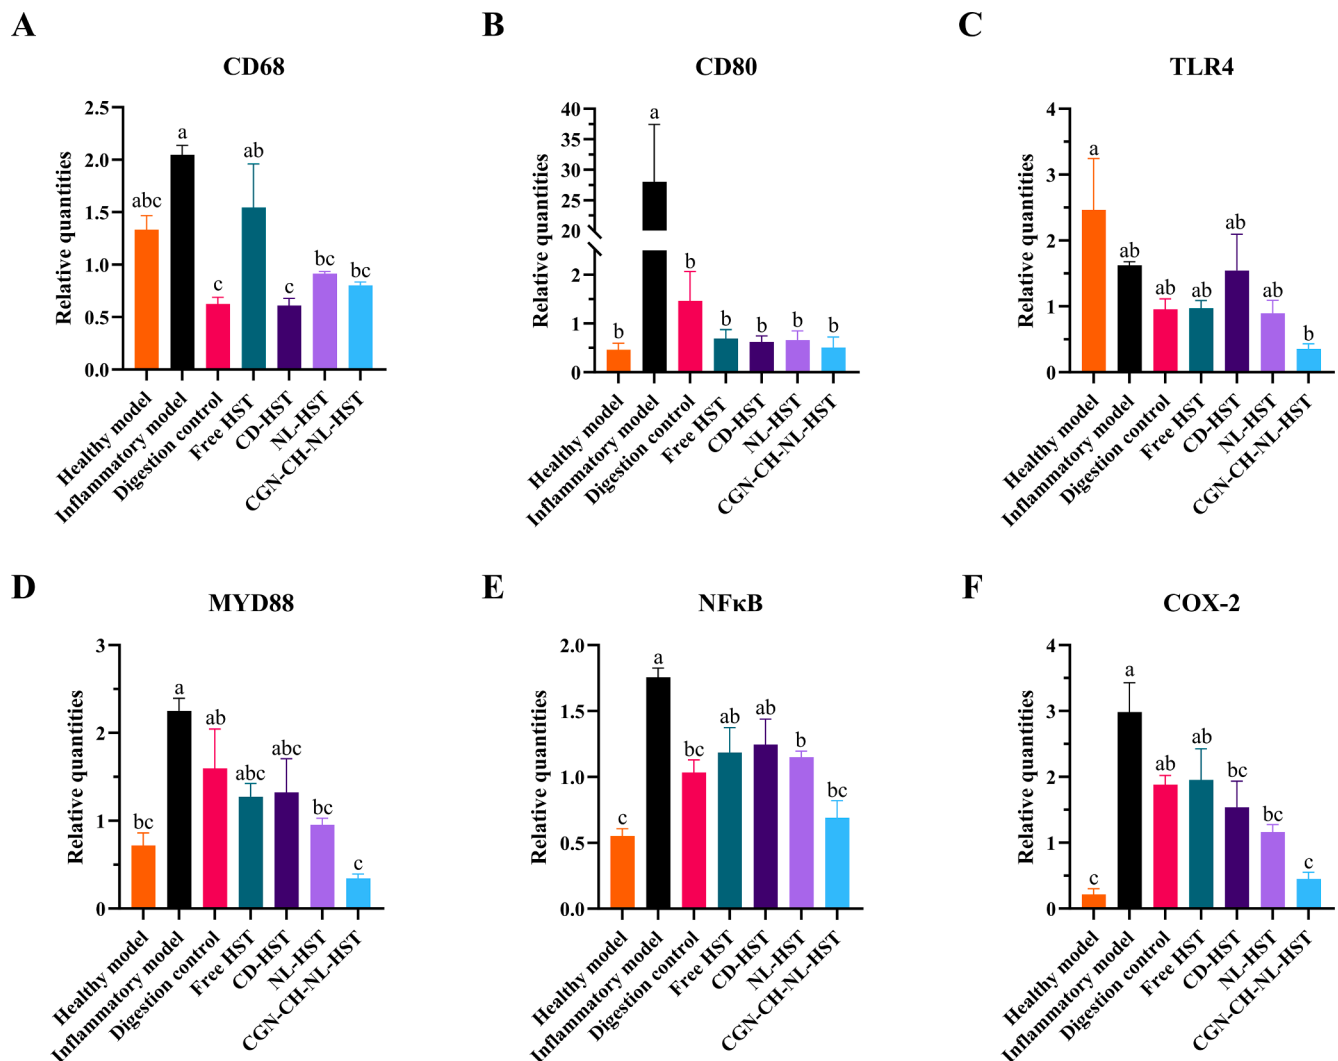 A
CD68
Relative quantities
2.5
2.0
1.5
1.0
0.5
0.0
abc
a
c
ab
c
bc
bc
Healthy model
Inflammatory model
Digestion control
Free HST
CD-HST
NL-HST
CGN-CH-NL-HST
B
CD80
Relative quantities
40
35
30
25
20
2
1
0
b
a
b
b
b
b
b
Healthy model
Inflammatory model
Digestion control
Free HST
CD-HST
NL-HST
CGN-CH-NL-HST
C
TLR4
Relative quantities
4
3
2
1
0
a
ab
ab
ab
ab
ab
b
Healthy model
Inflammatory model
Digestion control
Free HST
CD-HST
NL-HST
CGN-CH-NL-HST
D
MYD88
Relative quantities
3
2
1
0
bc
a
ab
abc
abc
bc
c
Healthy model
Inflammatory model
Digestion control
Free HST
CD-HST
NL-HST
CGN-CH-NL-HST
E
NFκB
Relative quantities
2.0
1.5
1.0
0.5
0.0
c
a
bc
ab
ab
b
bc
Healthy model
Inflammatory model
Digestion control
Free HST
CD-HST
NL-HST
CGN-CH-NL-HST
F
COX-2
Relative quantities
4
3
2
1
0
c
a
ab
ab
bc
bc
c
Healthy model
Inflammatory model
Digestion control
Free HST
CD-HST
NL-HST
CGN-CH-NL-HST